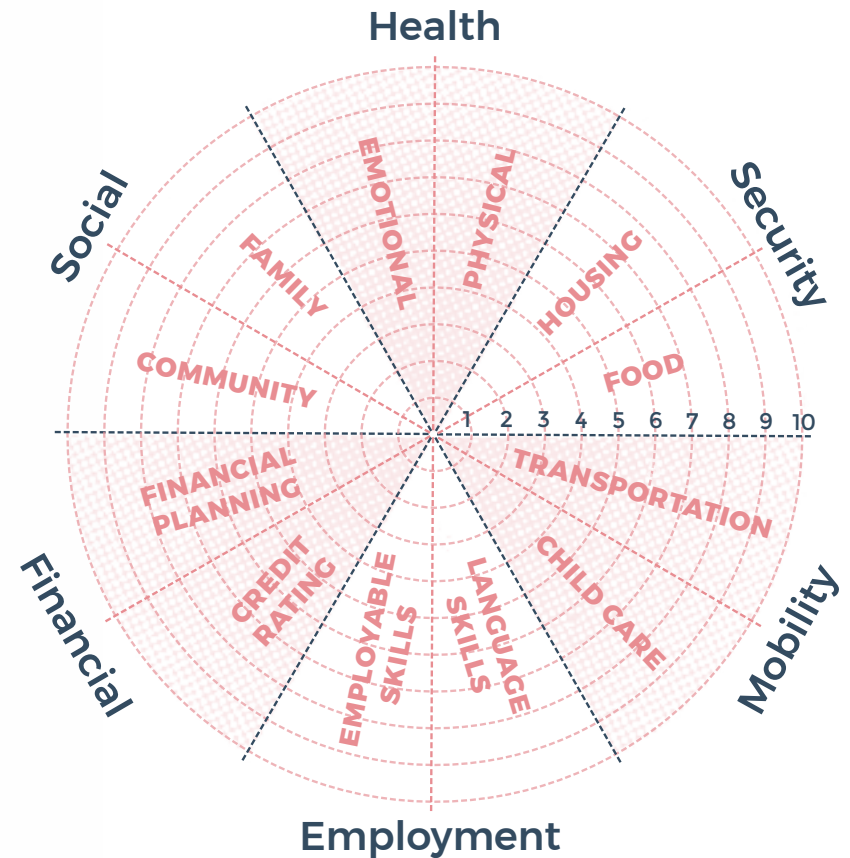 Health
Social
Security
EMOTIONAL
PHYSICAL
FAMILY
HOUSING
COMMUNITY
FOOD
1 2 3 4 5 6 7 8 9 10
FINANCIAL
PLANNING
TRANSPORTATION
CREDIT
RATING
CHILD CARE
EMPLOYABLE
SKILLS
LANGUAGE
SKILLS
Financial
Mobility
Employment